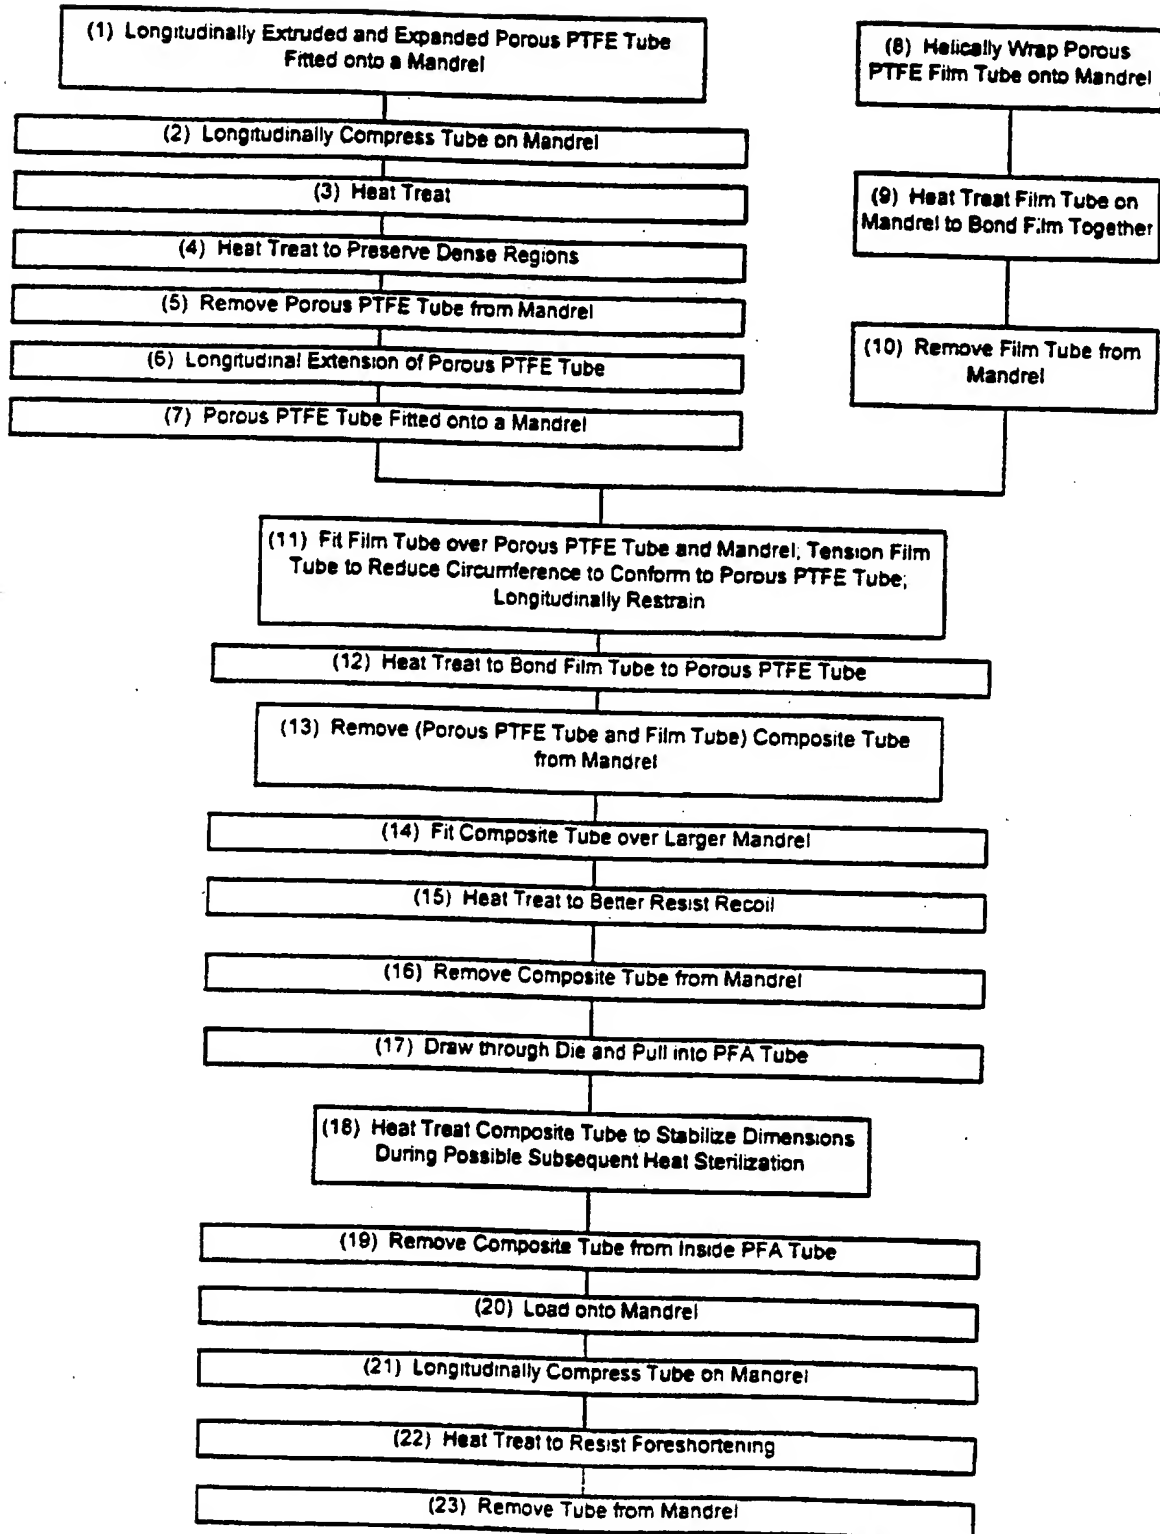 (1) Longitudinally Extruded and Expanded Porous PTFE Tube
Fitted onto a Mandrel
(2) Longitudinally Compress Tube on Mandrel
(3) Heat Treat
(4) Heat Treat to Preserve Dense Regions
(5) Remove Porous PTFE Tube from Mandrel
(6) Longitudinal Extension of Porous PTFE Tube
(7) Porous PTFE Tube Fitted onto a Mandrel
(8) Helically Wrap Porous
PTFE Film Tube onto Mandrel
(9) Heat Treat Film Tube on
Mandrel to Bond Film Together
(10) Remove Film Tube from
Mandrel
(11) Fit Film Tube over Porous PTFE Tube and Mandrel; Tension Film
Tube to Reduce Circumference to Conform to Porous PTFE Tube;
Longitudinally Restrain
(12) Heat Treat to Bond Film Tube to Porous PTFE Tube
(13) Remove (Porous PTFE Tube and Film Tube) Composite Tube
from Mandrel
(14) Fit Composite Tube over Larger Mandrel
(15) Heat Treat to Better Resist Recoil
(16) Remove Composite Tube from Mandrel
(17) Draw through Die and Pull into PFA Tube
(18) Heat Treat Composite Tube to Stabilize Dimensions
During Possible Subsequent Heat Sterilization
(19) Remove Composite Tube from Inside PFA Tube
(20) Load onto Mandrel
(21) Longitudinally Compress Tube on Mandrel
(22) Heat Treat to Resist Foreshortening
(23) Remove Tube from Mandrel